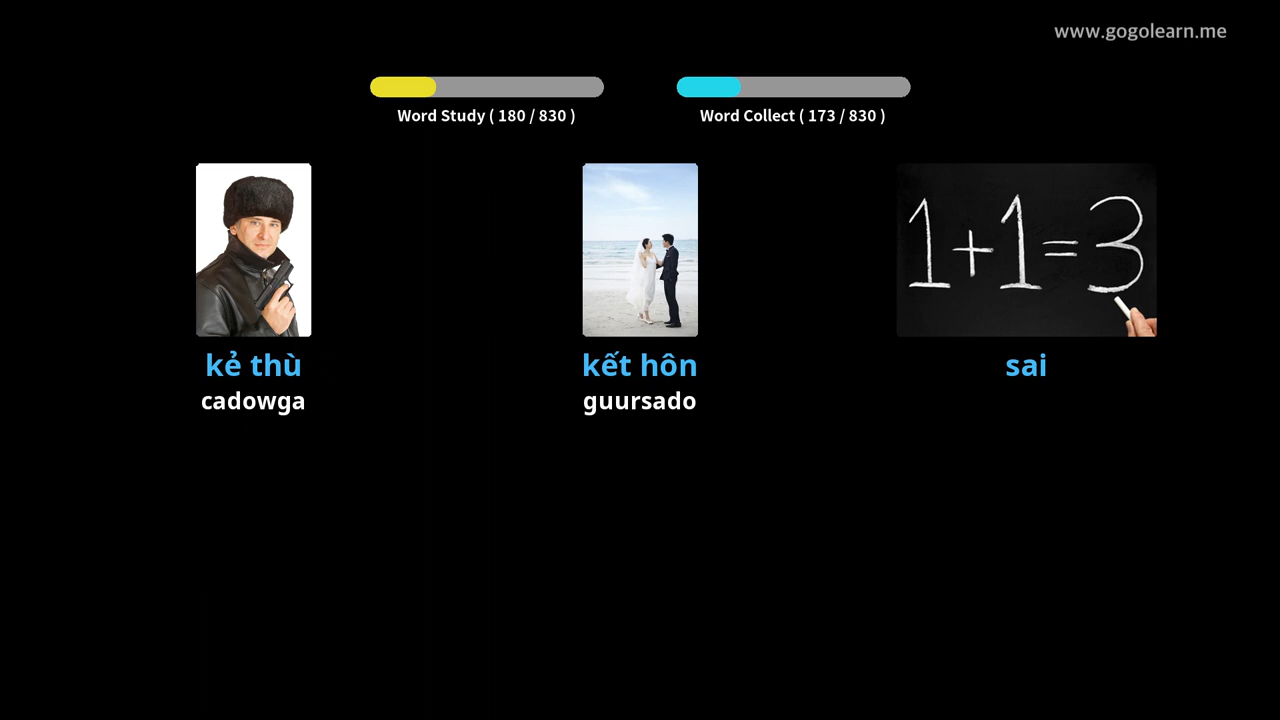 www.gogolearn.me
Word Study ( 180 / 830 )
Word Collect ( 173 / 830 )
1+1=3
kẻ thù
kết hôn
sai
cadowga
guursado